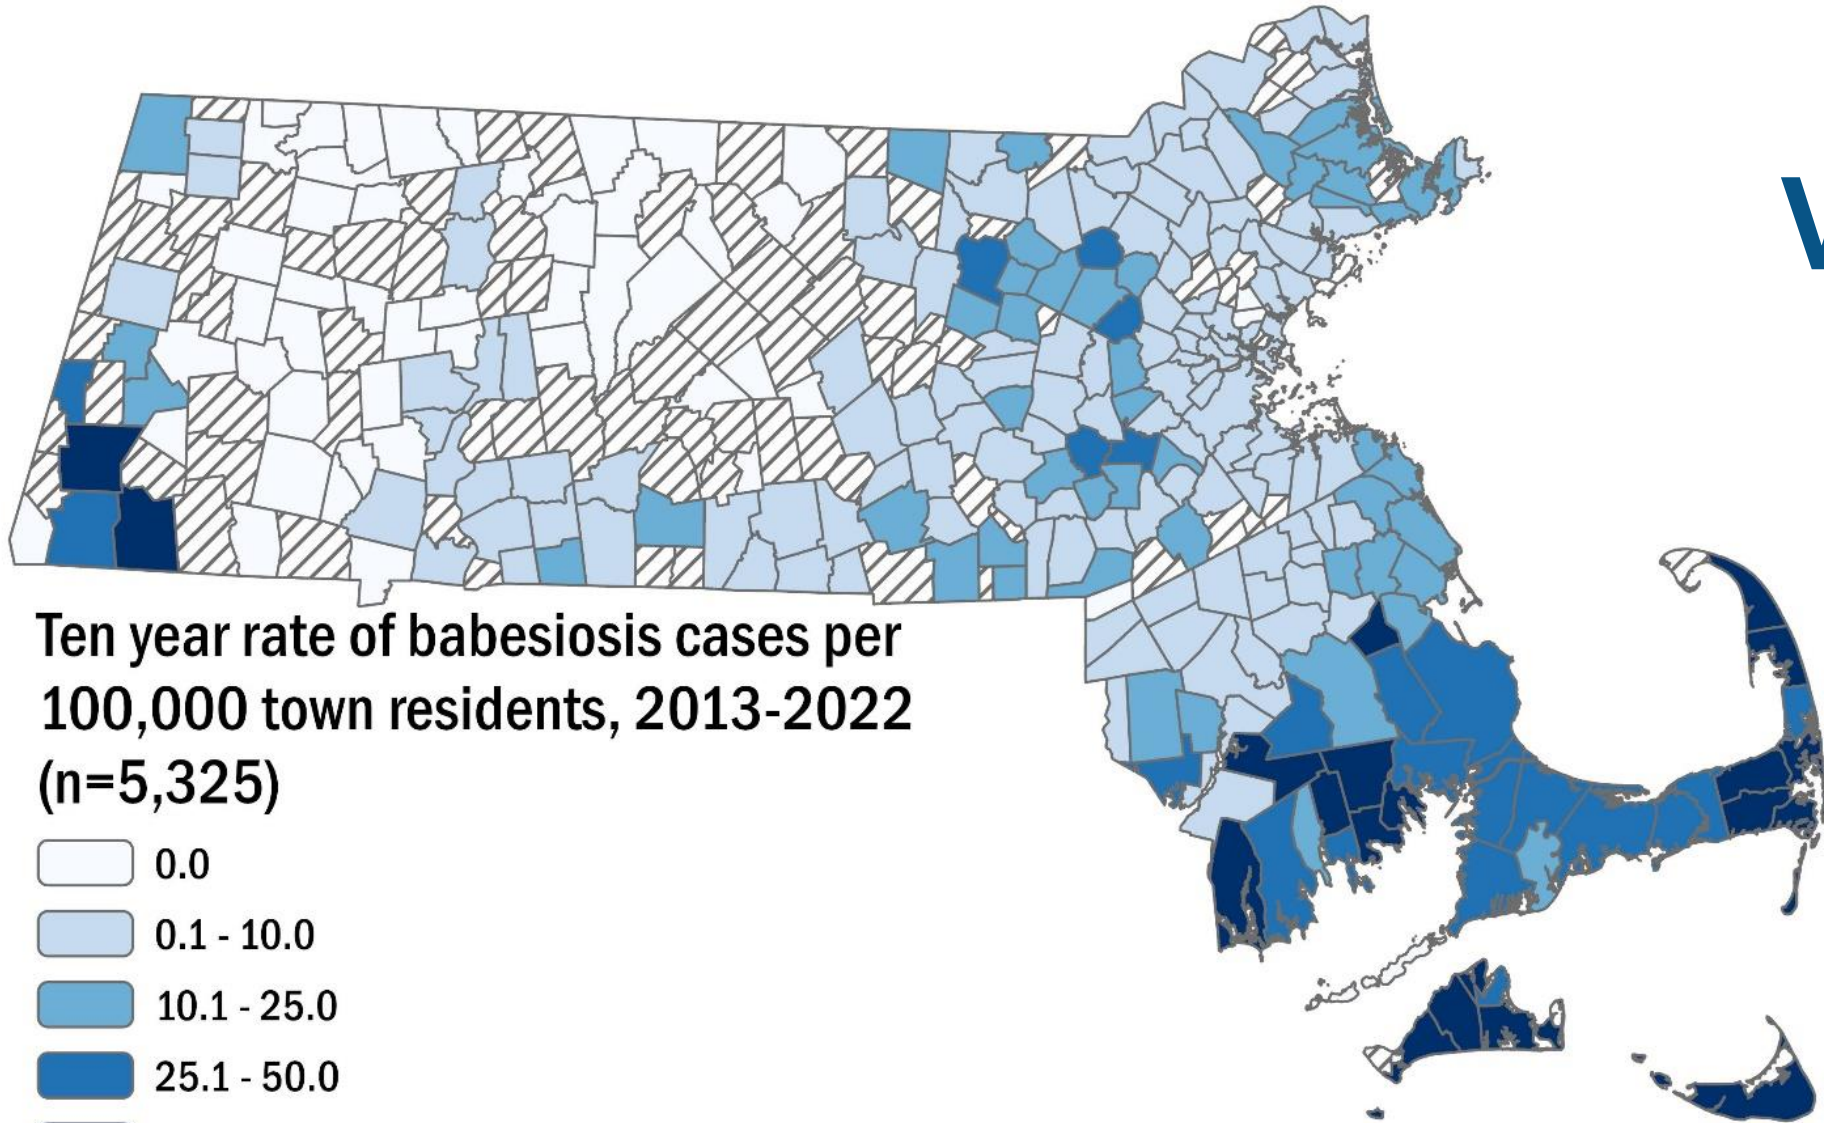 Ten year rate of babesiosis cases per
100,000 town residents, 2013-2022
(n=5,325)
0.0
0.1 - 10.0
10.1 - 25.0
25.1 - 50.0